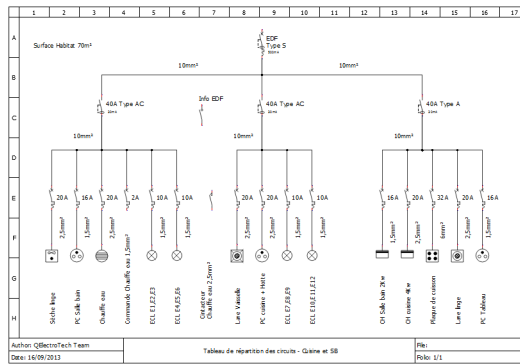 1 2 3 4 5 6 7 8 9 10 11 12 13 14 15 16 17
A
EDF
Type S
Surface Habitat 70m²
B
10mm² 10mm²
Info EDF
40A Type AC 40A Type AC 40A Type A
C
10mm² 10mm² 10mm²
D
E
20A 16A 20A 2A 10A 10A 20A 20A 10A 10A 16A 20A 32A 20A 16A
F
2,5mm² 1,5mm² 2,5mm² 1,5mm² 1,5mm² 2,5mm² 2,5mm² 1,5mm² 1,5mm² 1,5mm² 2,5mm² 6mm² 2,5mm² 1,5mm²
G
H
Sèche linge
PC Salle bain
Chauffe eau
Commande Chauffe eau 1,5mm²
ECL E1,E2,E3
ECL E4,E5,E6
Chauffe eau 2,5mm²
Lave Vaisselle
PC cuisine + Hotte
ECL E7,E8,E9
ECL E10,E11,E12
CH Salle bain 2Kw
CH cuisine 4Kw
Plaque de cuisson
Lave linge
PC Tableau
Author: QElectroTech Team
Date: 16/09/2013
Tableau de répartition des circuits - Cuisine et SB
File:
Folio: 1/1